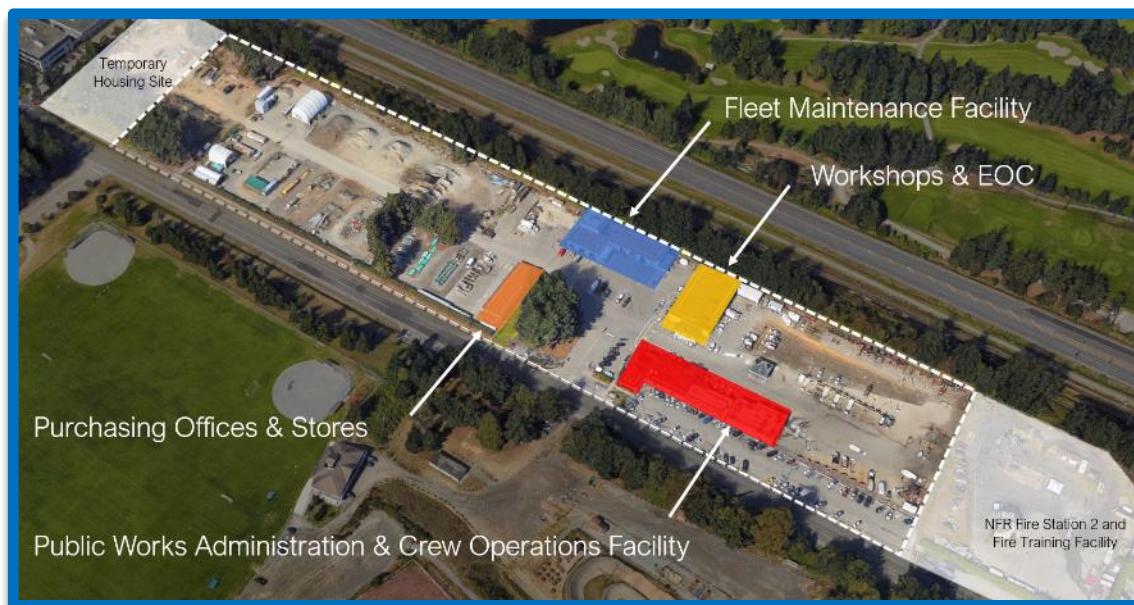 Temporary
Housing Site
Fleet Maintenance Facility
Workshops & EOC
Purchasing Offices & Stores
Public Works Administration & Crew Operations Facility
NFR Fire Station 2 and
Fire Training Facility